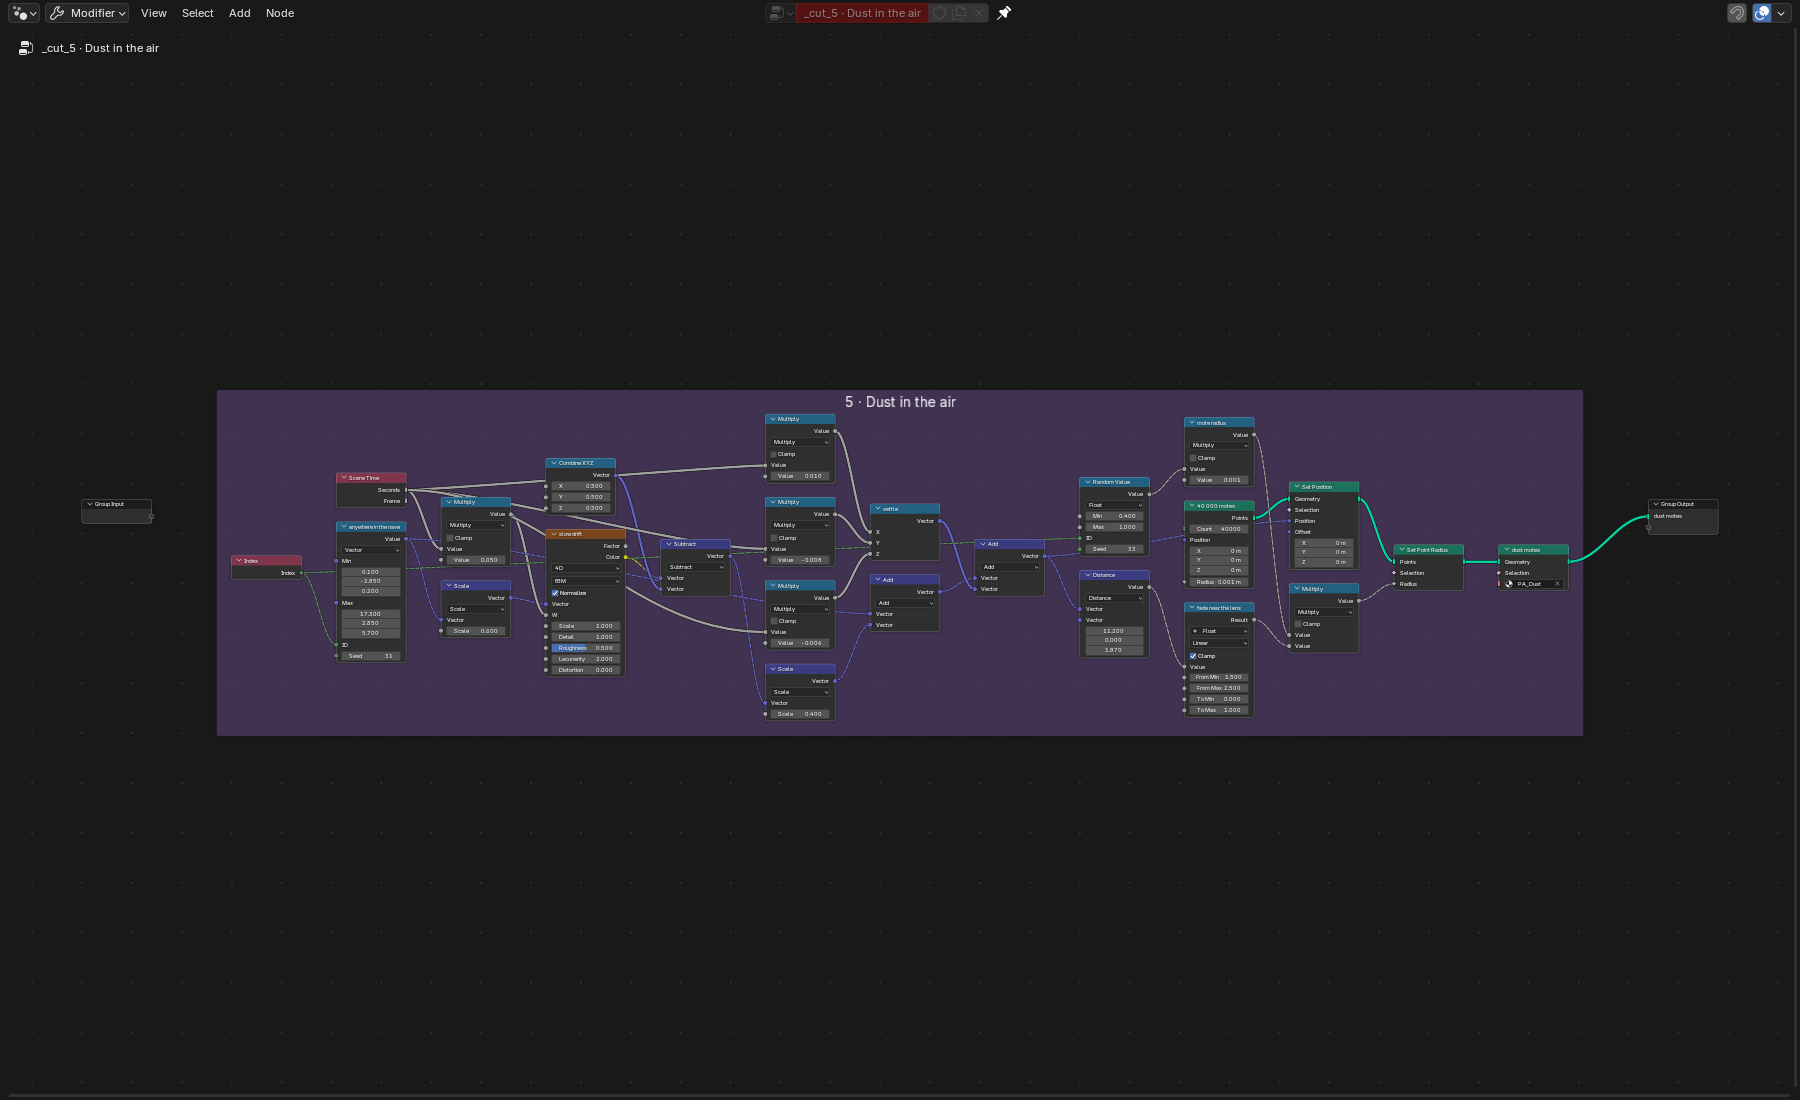 Modifier
View
Select
Add
Node
_cut_5 · Dust in the air
_cut_5 · Dust in the air
5 · Dust in the air
Group Input
Index
Index
Scene Time
Seconds
Frame
anywhere in the nave
Value
Vector
Min
0.100
-2.850
0.200
Max
17.300
2.850
5.700
ID
Seed 31
Multiply
Value
Multiply
Clamp
Value
Value 0.050
Scale
Vector
Scale
Vector
Scale 0.600
Combine XYZ
Vector
X 0.500
Y 0.500
Z 0.500
slow drift
Factor
Color
4D
fBM
Normalize
Vector
W
Scale 1.000
Detail 1.000
Roughness 0.500
Lacunarity 2.000
Distortion 0.000
Subtract
Vector
Subtract
Vector
Vector
Multiply
Value
Multiply
Clamp
Value
Value 0.010
Multiply
Value
Multiply
Clamp
Value
Value -0.008
Multiply
Value
Multiply
Clamp
Value
Value -0.006
Scale
Vector
Scale
Vector
Scale 0.400
settle
Vector
X
Y
Z
Add
Vector
Add
Vector
Vector
Add
Vector
Add
Vector
Vector
Random Value
Value
Float
Min 0.400
Max 1.000
ID
Seed 33
Distance
Value
Distance
Vector
Vector
11.200
0.000
1.870
mote radius
Value
Multiply
Clamp
Value
Value 0.001
40 000 motes
Points
Count 40000
Position
X 0 m
Y 0 m
Z 0 m
Radius 0.001 m
fade near the lens
Result
Float
Linear
Clamp
Value
From Min 1.500
From Max 2.500
To Min 0.000
To Max 1.000
Set Position
Geometry
Geometry
Selection
Position
Offset
X 0 m
Y 0 m
Z 0 m
Multiply
Value
Multiply
Clamp
Value
Value
Set Point Radius
Points
Selection
Radius
dust motes
Geometry
Selection
PA_Dust
Group Output
dust motes